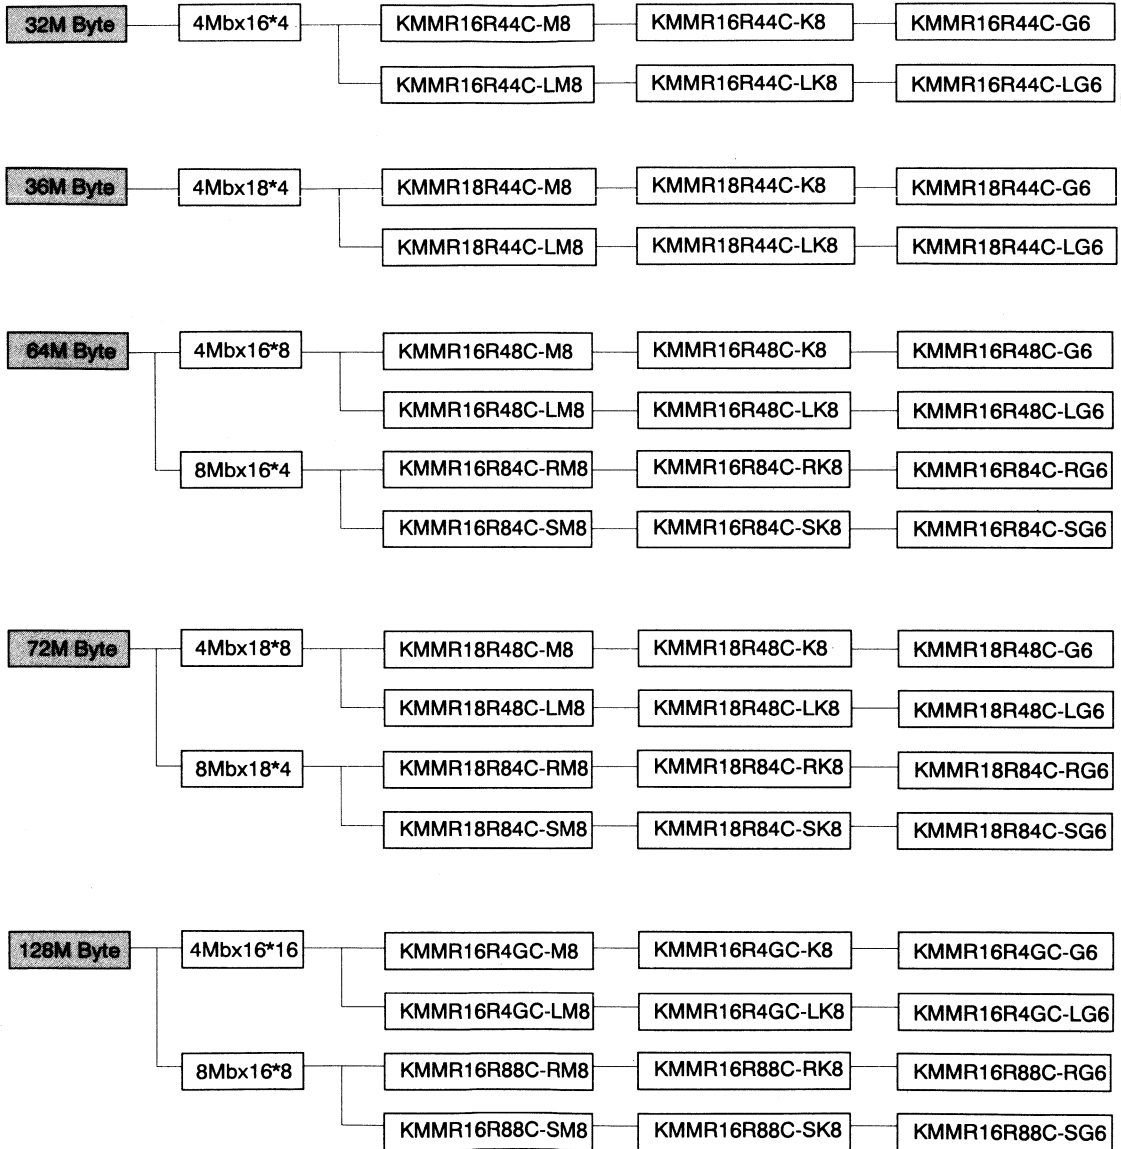 32M Byte 4Mbx16*4 KMMR16R44C-M8 KMMR16R44C-K8 KMMR16R44C-G6
KMMR16R44C-LM8 KMMR16R44C-LK8 KMMR16R44C-LG6
36M Byte 4Mbx18*4 KMMR18R44C-M8 KMMR18R44C-K8 KMMR18R44C-G6
KMMR18R44C-LM8 KMMR18R44C-LK8 KMMR18R44C-LG6
64M Byte 4Mbx16*8 KMMR16R48C-M8 KMMR16R48C-K8 KMMR16R48C-G6
KMMR16R48C-LM8 KMMR16R48C-LK8 KMMR16R48C-LG6
8Mbx16*4 KMMR16R84C-RM8 KMMR16R84C-RK8 KMMR16R84C-RG6
KMMR16R84C-SM8 KMMR16R84C-SK8 KMMR16R84C-SG6
72M Byte 4Mbx18*8 KMMR18R48C-M8 KMMR18R48C-K8 KMMR18R48C-G6
KMMR18R48C-LM8 KMMR18R48C-LK8 KMMR18R48C-LG6
8Mbx18*4 KMMR18R84C-RM8 KMMR18R84C-RK8 KMMR18R84C-RG6
KMMR18R84C-SM8 KMMR18R84C-SK8 KMMR18R84C-SG6
128M Byte 4Mbx16*16 KMMR16R4GC-M8 KMMR16R4GC-K8 KMMR16R4GC-G6
KMMR16R4GC-LM8 KMMR16R4GC-LK8 KMMR16R4GC-LG6
8Mbx16*8 KMMR16R88C-RM8 KMMR16R88C-RK8 KMMR16R88C-RG6
KMMR16R88C-SM8 KMMR16R88C-SK8 KMMR16R88C-SG6